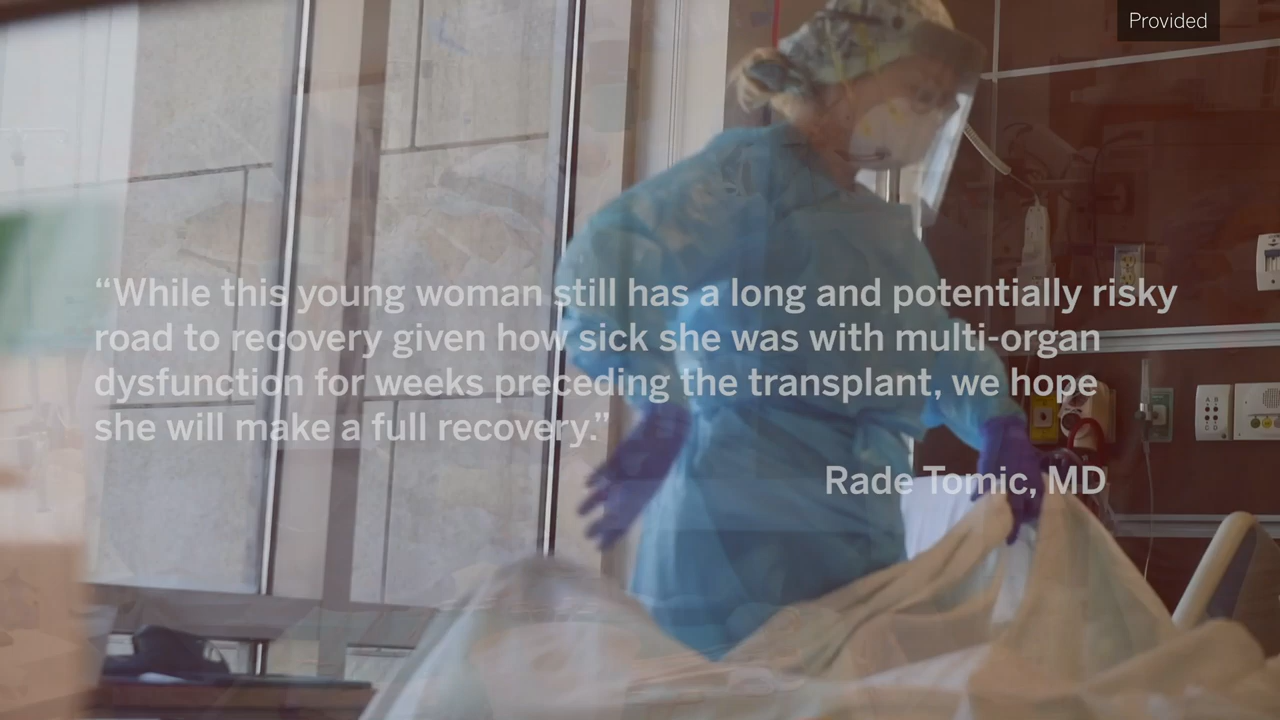 Provided
“While this young woman still has a long and potentially risky
road to recovery given how sick she was with multi-organ
dysfunction for weeks preceding the transplant, we hope
she will make a full recovery.”
Rade Tomic, MD